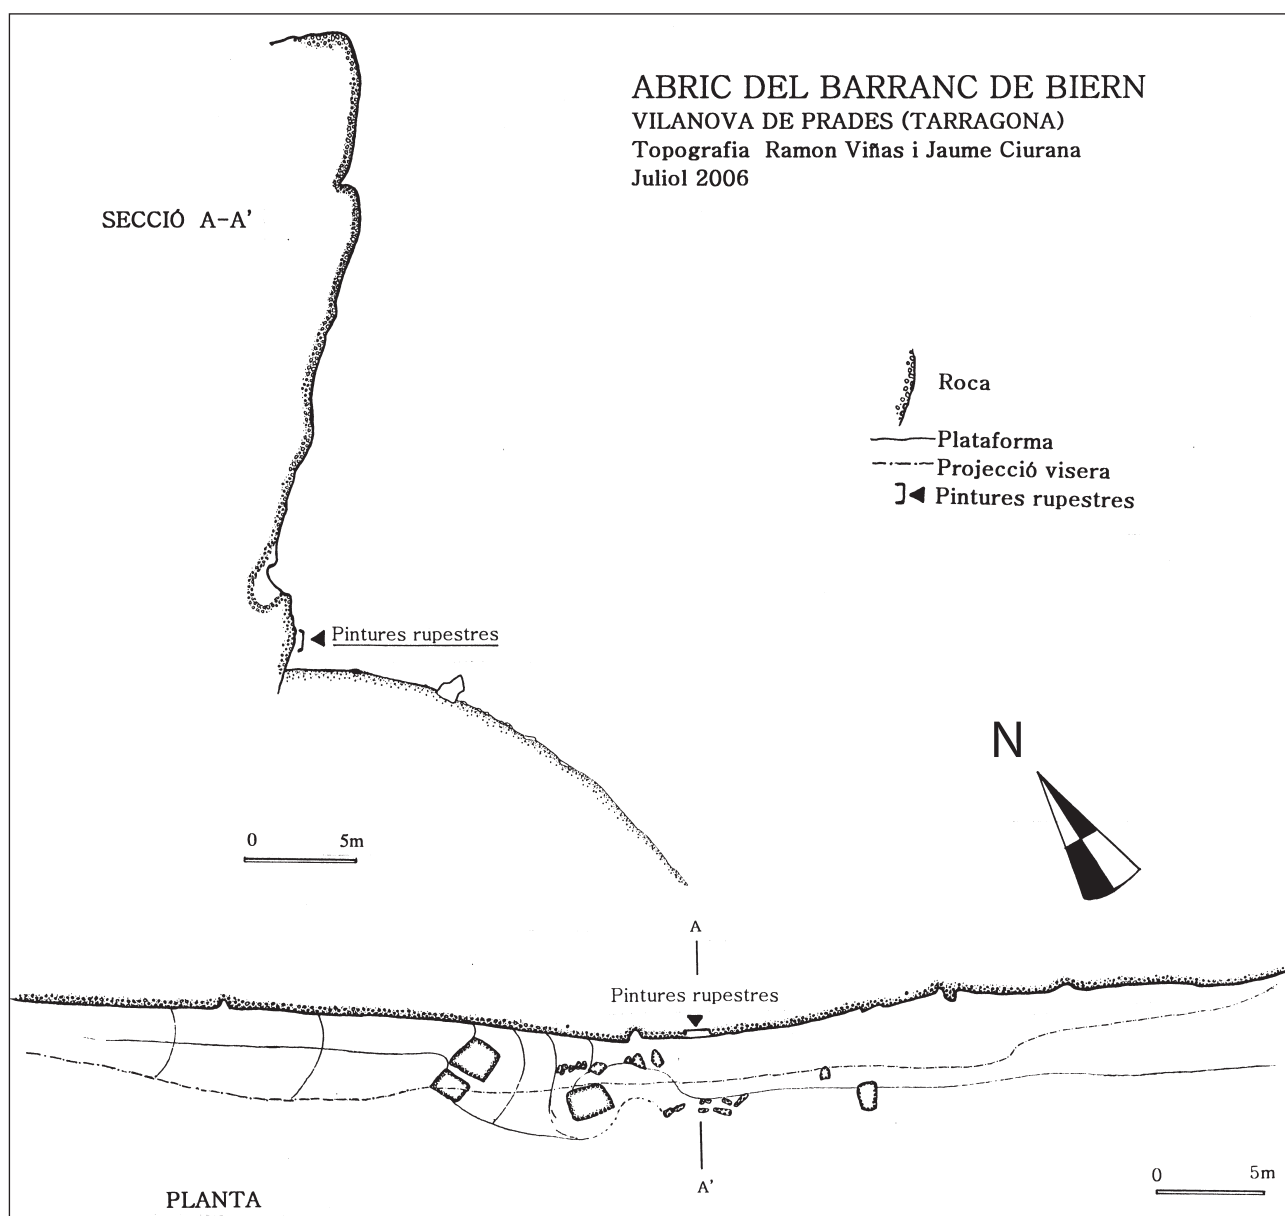 ABRIC DEL BARRANC DE BIERN
VILANOVA DE PRADES (TARRAGONA)
Topografia Ramon Viñas i Jaume Ciurana
Juliol 2006
SECCIÓ A-A'
Roca
Plataforma
Projecció visera
Pintures rupestres
Pintures rupestres
N
0 5m
A
Pintures rupestres
A'
0 5m
PLANTA